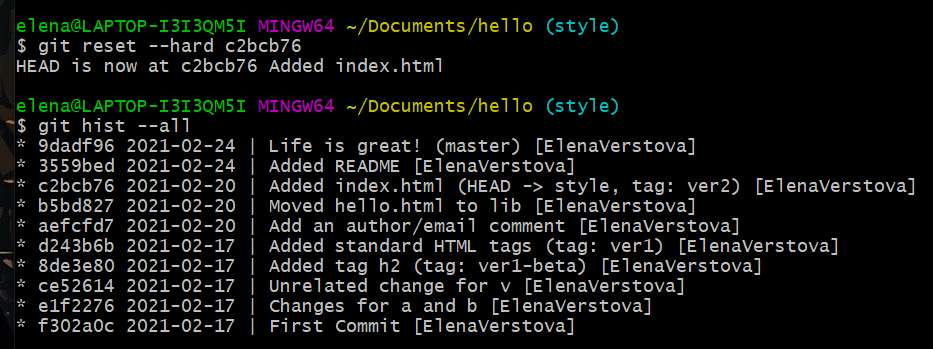 elena@LAPTOP-I3I3QM5I MINGW64 ~/Documents/hello (style)
$ git reset --hard c2bcb76
HEAD is now at c2bcb76 Added index.html
elena@LAPTOP-I3I3QM5I MINGW64 ~/Documents/hello (style)
$ git hist --all
* 9dadf96 2021-02-24 | Life is great! (master) [ElenaVerstova]
* 3559bed 2021-02-24 | Added README [ElenaVerstova]
* c2bcb76 2021-02-20 | Added index.html (HEAD -> style, tag: ver2) [ElenaVerstova]
* b5bd827 2021-02-20 | Moved hello.html to lib [ElenaVerstova]
* aefcfd7 2021-02-20 | Add an author/email comment [ElenaVerstova]
* d243b6b 2021-02-17 | Added standard HTML tags (tag: ver1) [ElenaVerstova]
* 8de3e80 2021-02-17 | Added tag h2 (tag: ver1-beta) [ElenaVerstova]
* ce52614 2021-02-17 | Unrelated change for v [ElenaVerstova]
* e1f2276 2021-02-17 | Changes for a and b [ElenaVerstova]
* f302a0c 2021-02-17 | First Commit [ElenaVerstova]